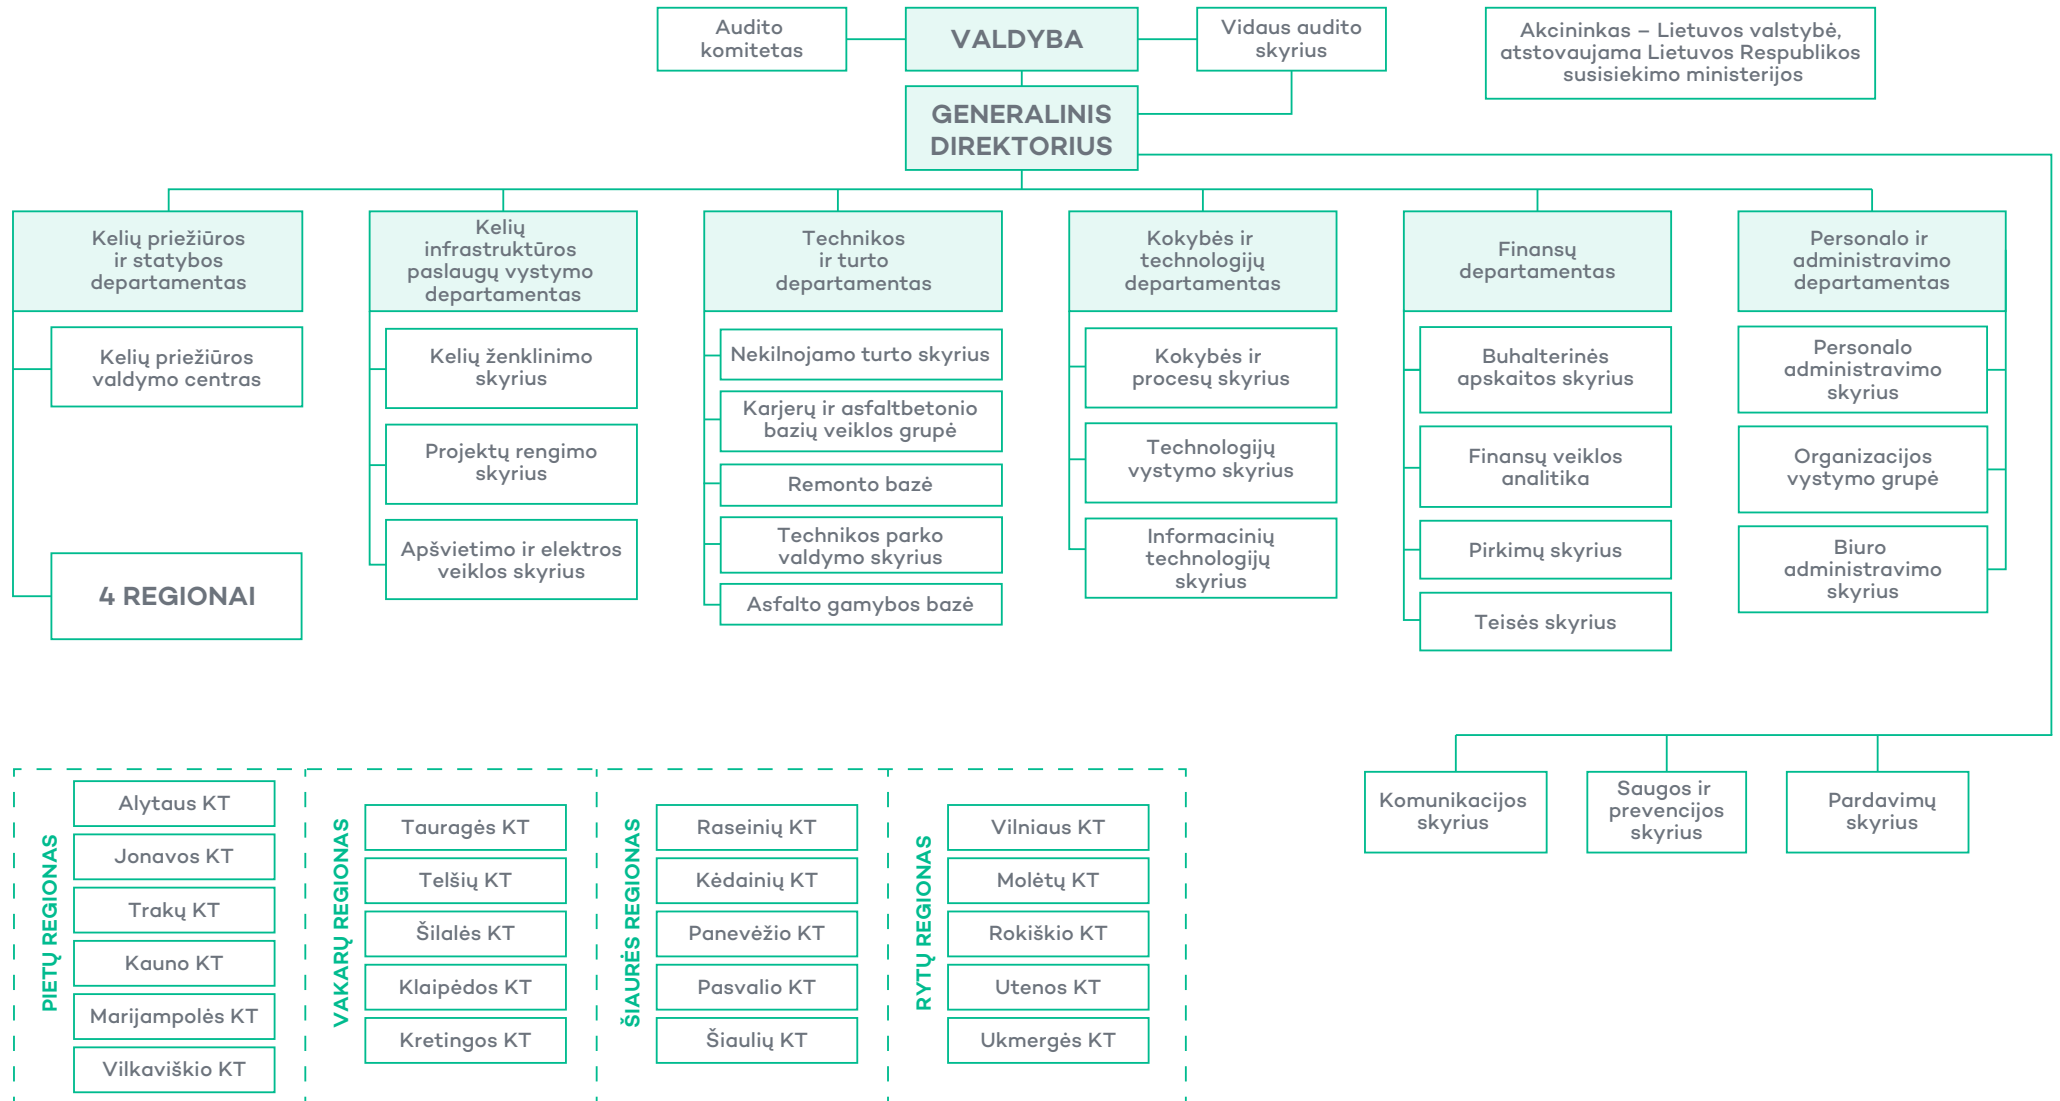 Audito
komitetas
VALDYBA
Vidaus audito
skyrius
Akcininkas – Lietuvos valstybė,
atstovaujama Lietuvos Respublikos
susisiekimo ministerijos
GENERALINIS
DIREKTORIUS
Kelių priežiūros
ir statybos
departamentas
Kelių priežiūros
valdymo centras
4 REGIONAI
Kelių
infrastruktūros
paslaugų vystymo
departamentas
Kelių ženklinimo
skyrius
Projektų rengimo
skyrius
Apšvietimo ir elektros
veiklos skyrius
Technikos
ir turto
departamentas
Nekilnojamo turto skyrius
Karjerų ir asfaltbetonio
bazių veiklos grupė
Remonto bazė
Technikos parko
valdymo skyrius
Asfalto gamybos bazė
Kokybės ir
technologijų
departamentas
Kokybės ir
procesų skyrius
Technologijų
vystymo skyrius
Informacinių
technologijų
skyrius
Finansų
departamentas
Buhalterinės
apskaitos skyrius
Finansų veiklos
analitika
Pirkimų skyrius
Teisės skyrius
Personalo ir
administravimo
departamentas
Personalo
administravimo
skyrius
Organizacijos
vystymo grupė
Biuro
administravimo
skyrius
Komunikacijos
skyrius
Saugos ir
prevencijos
skyrius
Pardavimų
skyrius
PIETŲ REGIONAS
Alytaus KT
Jonavos KT
Trakų KT
Kauno KT
Marijampolės KT
Vilkaviškio KT
VAKARŲ REGIONAS
Tauragės KT
Telšių KT
Šilalės KT
Klaipėdos KT
Kretingos KT
ŠIAURĖS REGIONAS
Raseinių KT
Kėdainių KT
Panevėžio KT
Pasvalio KT
Šiaulių KT
RYTŲ REGIONAS
Vilniaus KT
Molėtų KT
Rokiškio KT
Utenos KT
Ukmergės KT